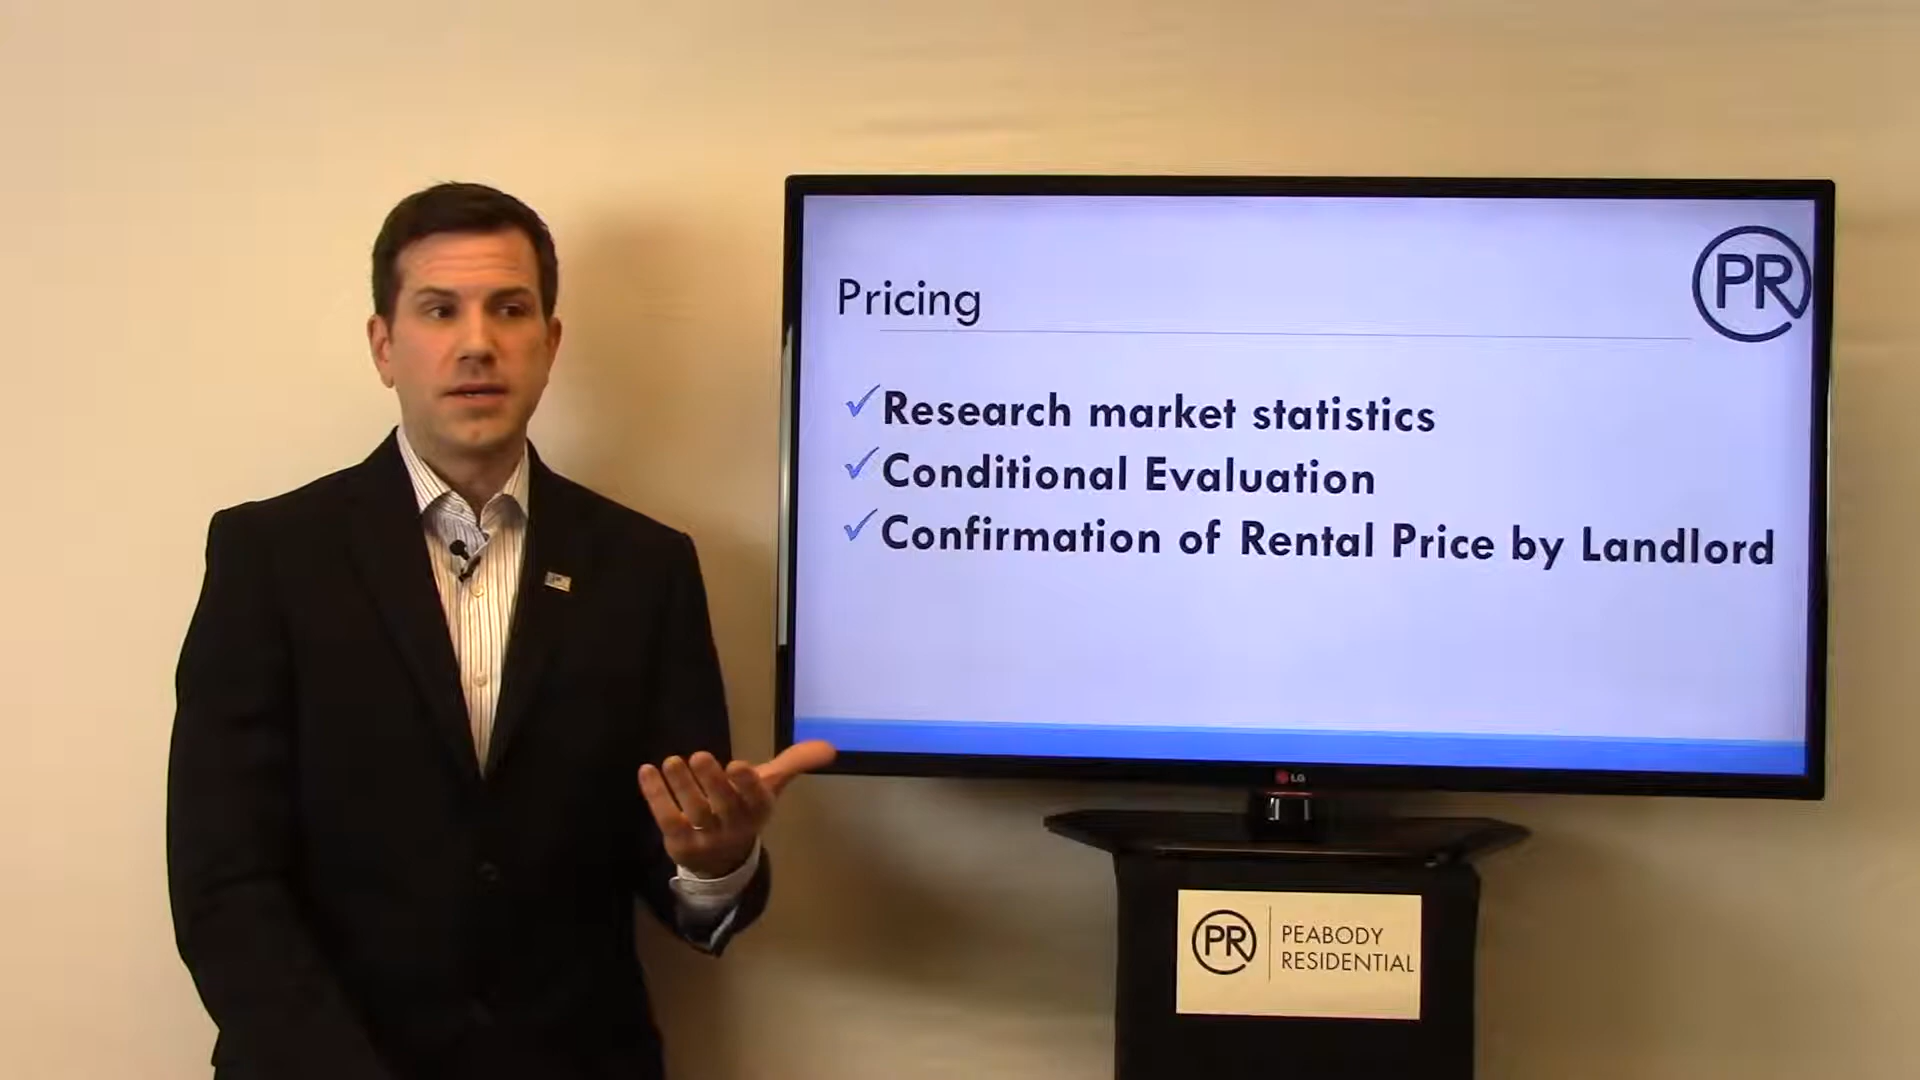 PR
Pricing
Research market statistics
Conditional Evaluation
Confirmation of Rental Price by Landlord
LG
PR
PEABODY
RESIDENTIAL